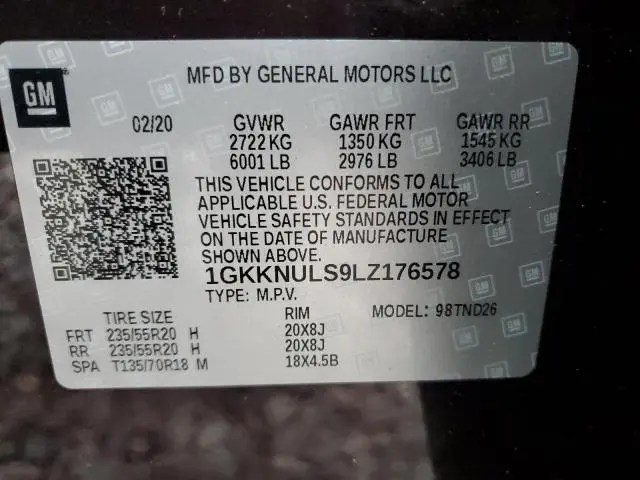 GM
MFD BY GENERAL MOTORS LLC
02/20 GVWR GAWR FRT GAWR RR
2722 KG 1350 KG 1545 KG
6001 LB 2976 LB 3406 LB
THIS VEHICLE CONFORMS TO ALL
APPLICABLE U.S. FEDERAL MOTOR
VEHICLE SAFETY STANDARDS IN EFFECT
ON THE DATE OF MANUFACTURE
SHOWN ABOVE.
1GKKNULS9LZ176578
TYPE: M.P.V. MODEL: 98TND26
TIRE SIZE RIM
FRT 235/55R20 H 20X8J
RR 235/55R20 H 20X8J
SPA T135/70R18 M 18X4.5B